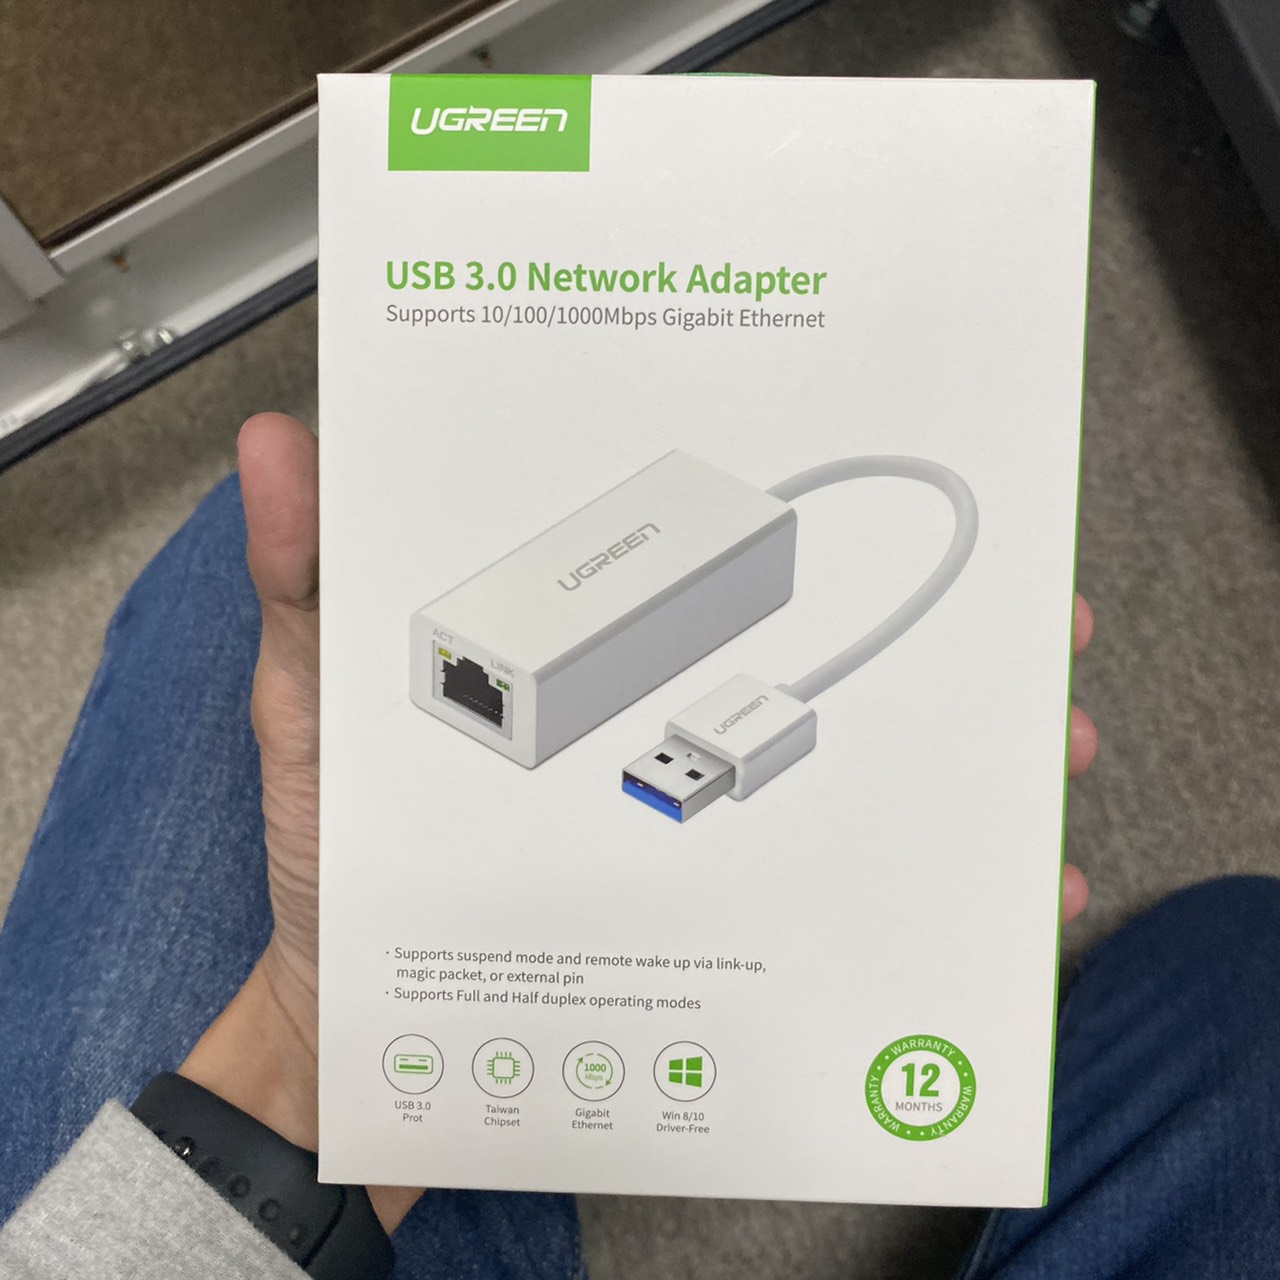 UGREEN
USB 3.0 Network Adapter
Supports 10/100/1000Mbps Gigabit Ethernet
UGREEN
ACT
LINK
UGREEN
· Supports suspend mode and remote wake up via link-up,
magic packet, or external pin
· Supports Full and Half duplex operating modes
1000
Mbps
USB 3.0
Prot
Taiwan
Chipset
Gigabit
Ethernet
Win 8/10
Driver-Free
WARRANTY
12
MONTHS
WARRANTY
WARRANTY
WARRANTY
WARRANTY